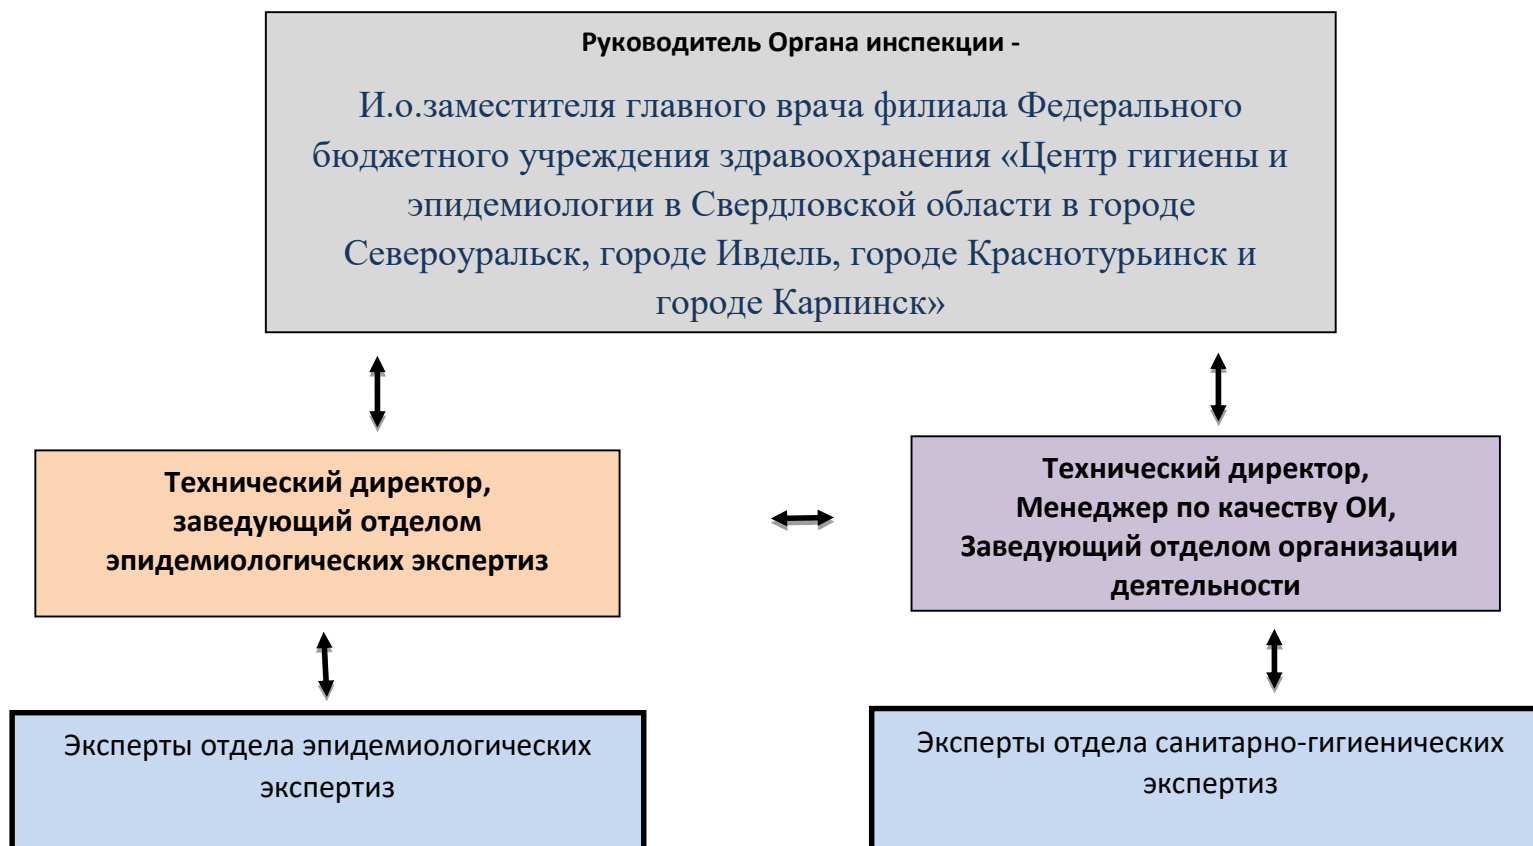 Руководитель Органа инспекции -
И.о.заместителя главного врача филиала Федерального
бюджетного учреждения здравоохранения «Центр гигиены и
эпидемиологии в Свердловской области в городе
Североуральск, городе Ивдель, городе Краснотурьинск и
городе Карпинск»
Технический директор,
заведующий отделом
эпидемиологических экспертиз
Технический директор,
Менеджер по качеству ОИ,
Заведующий отделом организации
деятельности
Эксперты отдела эпидемиологических
экспертиз
Эксперты отдела санитарно-гигиенических
экспертиз